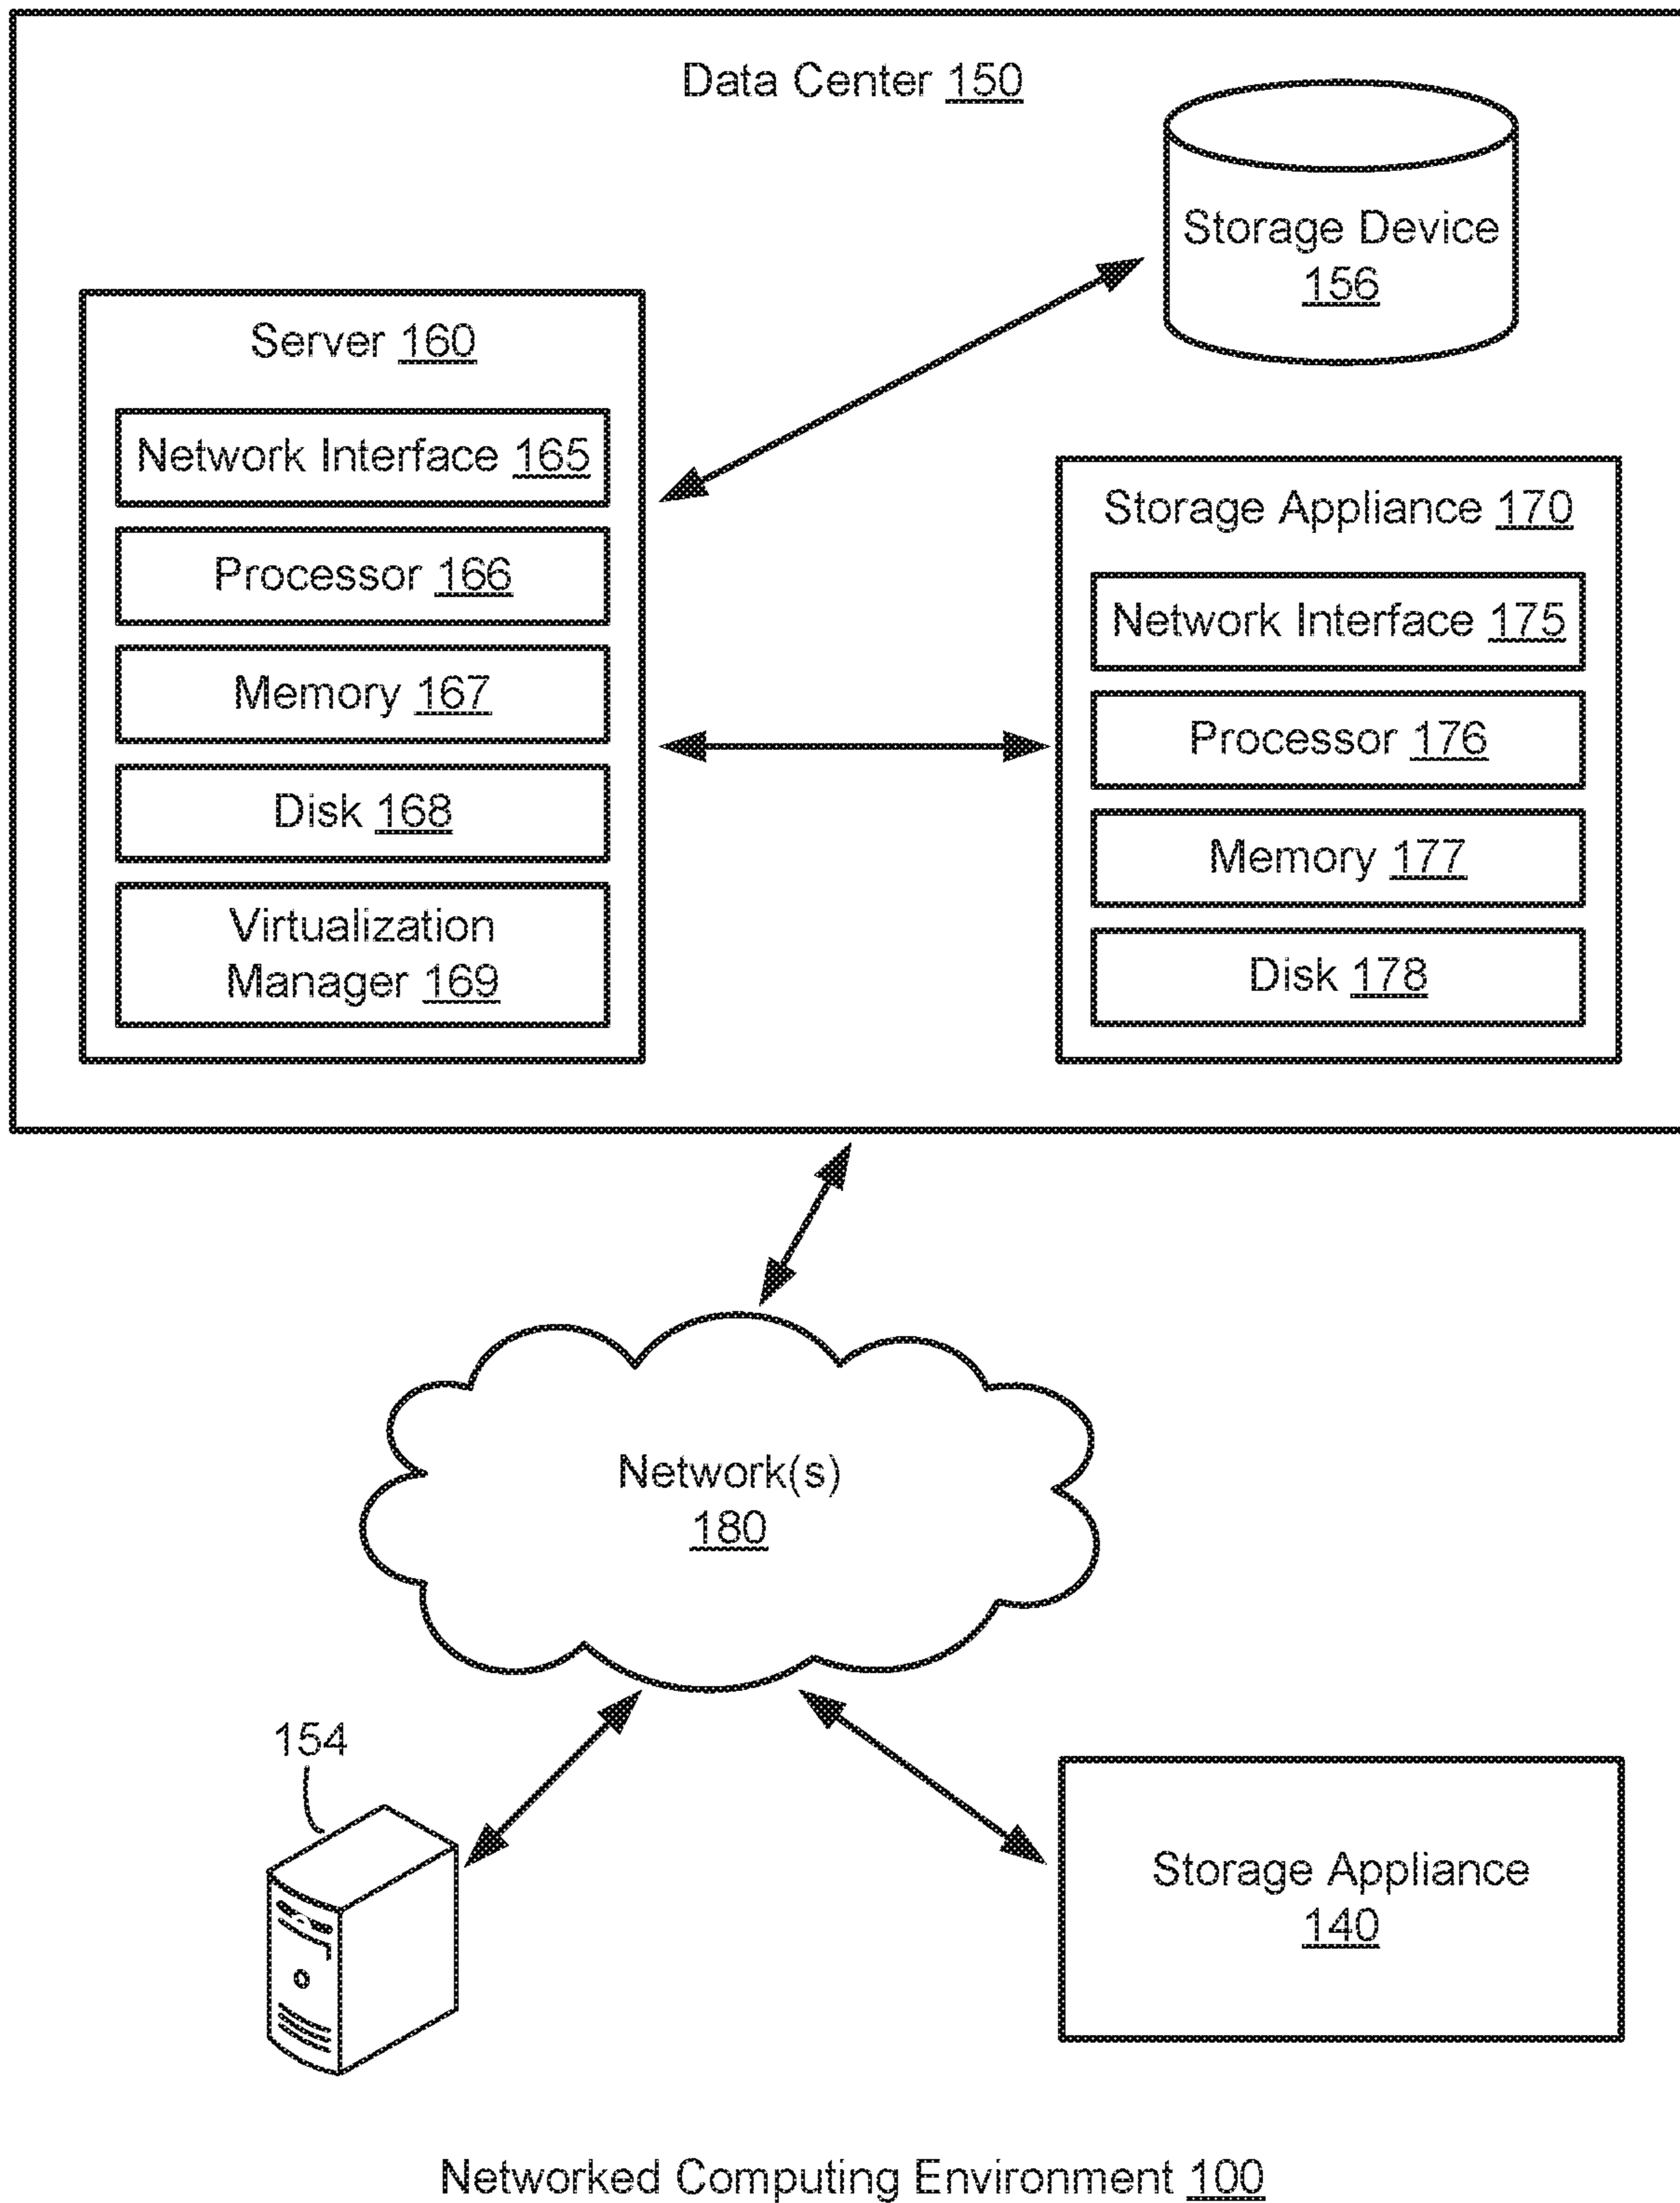 Data Center 150
Storage Device
156
Server 160
Network Interface 165
Processor 166
Memory 167
Disk 168
Virtualization
Manager 169
Storage Appliance 170
Network Interface 175
Processor 176
Memory 177
Disk 178
Network(s)
180
154
Storage Appliance
140
Networked Computing Environment 100